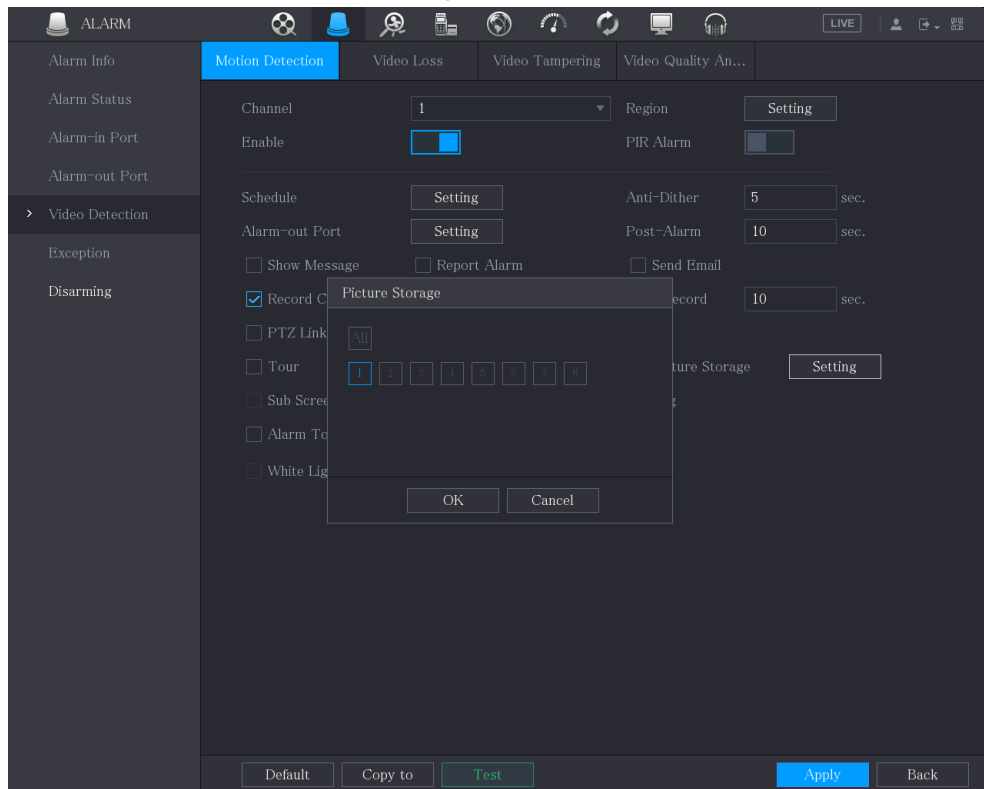 ALARM
LIVE
Alarm Info
Motion Detection Video Loss Video Tampering Video Quality An...
Alarm Status
Channel 1 Region Setting
Alarm-in Port
Enable PIR Alarm
Alarm-out Port
Schedule Setting Anti-Dither 5 sec.
> Video Detection
Alarm-out Port Setting Post-Alarm 10 sec.
Exception
Show Message Report Alarm Send Email
Disarming
Record C ecord 10 sec.
Picture Storage
PTZ Link
All
Tour ture Storage Setting
1 2 3 4 5 6 7 8
Sub Scree g
Alarm To
White Lig
OK Cancel
Default Copy to Test Apply Back